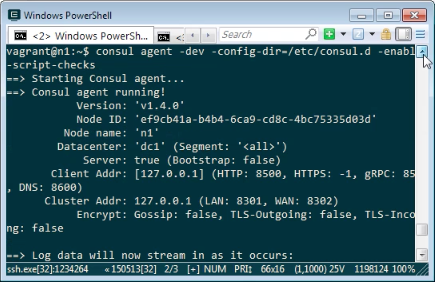 Windows PowerShell
<2> Windows PowerSh... Search
vagrant@n1:~$ consul agent -dev -config-dir=/etc/consul.d -enabl
-script-checks
==> Starting Consul agent...
==> Consul agent running!
Version: 'v1.4.0'
Node ID: 'ef9cb41a-b4b4-6ca9-cd8c-4bc75335d03d'
Node name: 'n1'
Datacenter: 'dc1' (Segment: '<all>')
Server: true (Bootstrap: false)
Client Addr: [127.0.0.1] (HTTP: 8500, HTTPS: -1, gRPC: 85
, DNS: 8600)
Cluster Addr: 127.0.0.1 (LAN: 8301, WAN: 8302)
Encrypt: Gossip: false, TLS-Outgoing: false, TLS-Inco
ng: false
==> Log data will now stream in as it occurs:
ssh.exe[32]:1234264 «150513[32] 2/3 [+] NUM PRI↕ 66x16 (1,1000) 25V 1198124 100%